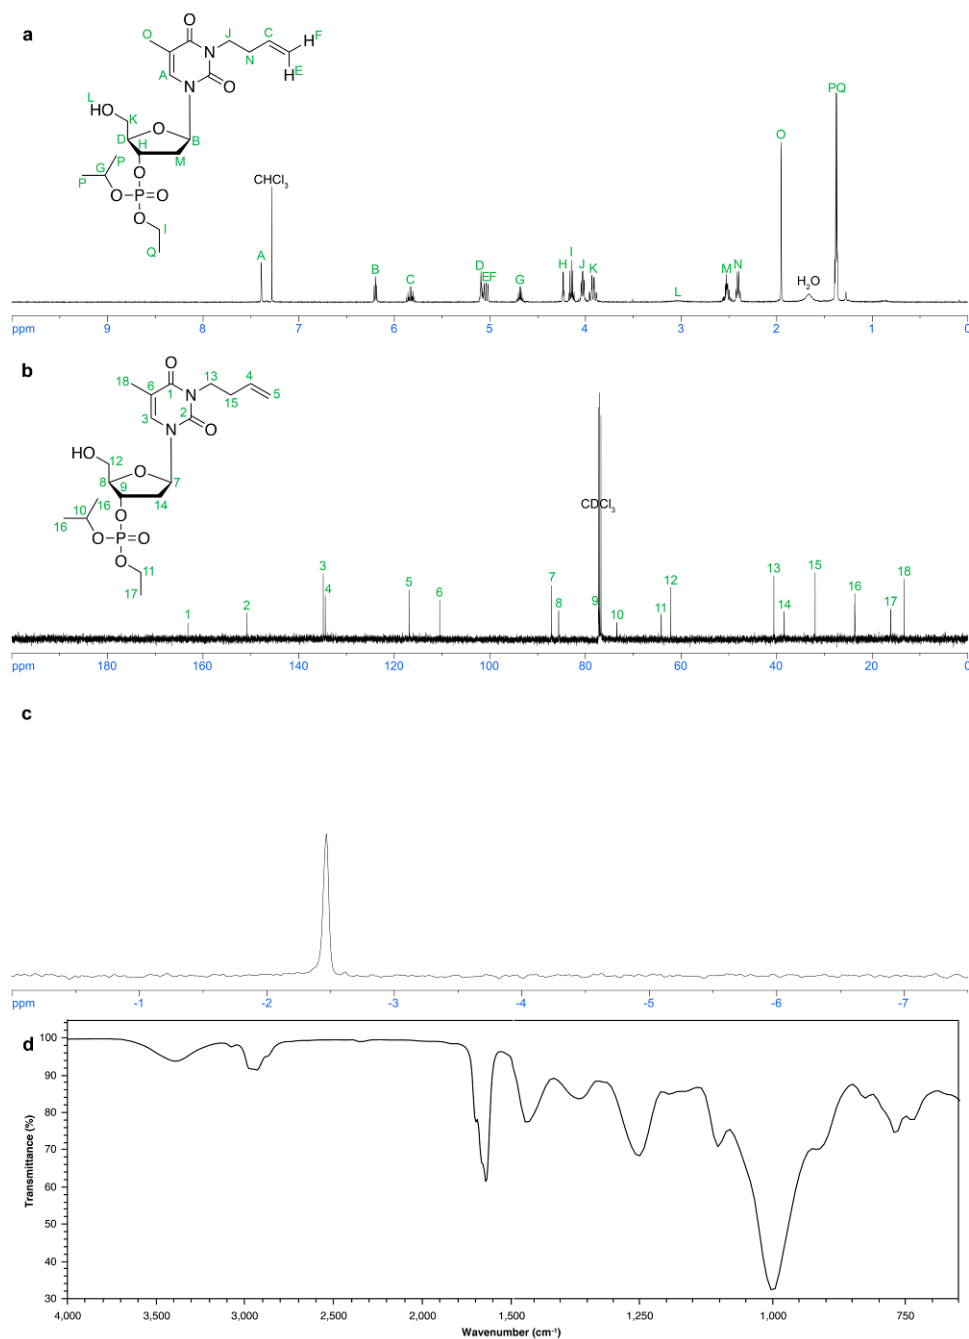 a
O
O
J
C
H
F
N
N
H
E
A
N
O
L
HO
K
O
D
H
B
M
O
P
G
P
O
P
O
O
I
Q
CHCl3
A
B
C
D
EF
G
H
I
J
K
L
M
N
O
H2O
PQ
ppm
9
8
7
6
5
4
3
2
1
0
b
O
18
6
1
13
4
N
5
15
3
2
N
O
HO
12
O
8
9
7
14
O
10
16
16
O
P
O
O
11
17
CDCl3
1
2
3
4
5
6
7
8
9
10
11
12
13
14
15
16
17
18
ppm
180
160
140
120
100
80
60
40
20
0
c
ppm
-1
-2
-3
-4
-5
-6
-7
d
Transmittance (%)
100
90
80
70
60
50
40
30
4,000
3,500
3,000
2,500
2,000
1,500
1,250
1,000
750
Wavenumber (cm-1)